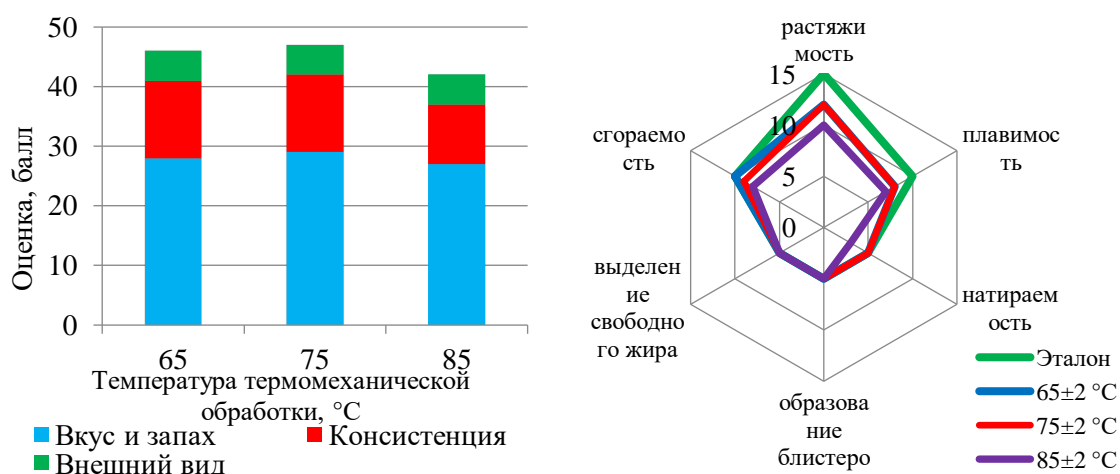 Оценка, балл
50
40
30
20
10
0
65
75
85
Температура термомеханической
обработки, °C
Вкус и запах
Консистенция
Внешний вид
растяжи
мость
15
10
5
0
плавимос
ть
натираем
ость
образова
ние
блистеро
выделен
ие
свободно
го жира
сгораемо
сть
Эталон
65±2 °C
75±2 °C
85±2 °C